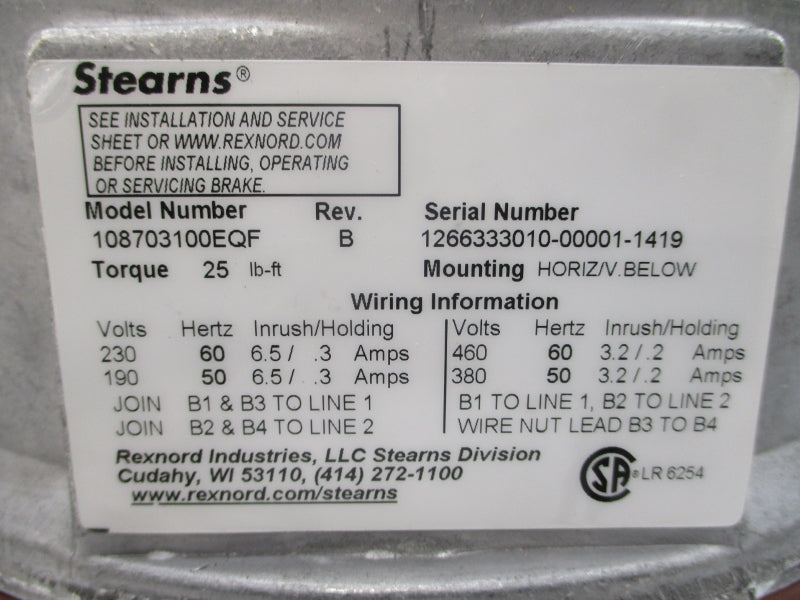 Stearns®
SEE INSTALLATION AND SERVICE
SHEET OR WWW.REXNORD.COM
BEFORE INSTALLING, OPERATING
OR SERVICING BRAKE.
Model Number Rev. Serial Number
108703100EQF B 1266333010-00001-1419
Torque 25 lb-ft Mounting HORIZ/V.BELOW
Wiring Information
Volts Hertz Inrush/Holding Volts Hertz Inrush/Holding
230 60 6.5 / .3 Amps 460 60 3.2 / .2 Amps
190 50 6.5 / .3 Amps 380 50 3.2 / .2 Amps
JOIN B1 & B3 TO LINE 1 B1 TO LINE 1, B2 TO LINE 2
JOIN B2 & B4 TO LINE 2 WIRE NUT LEAD B3 TO B4
Rexnord Industries, LLC Stearns Division
Cudahy, WI 53110, (414) 272-1100
www.rexnord.com/stearns
SA® LR 6254